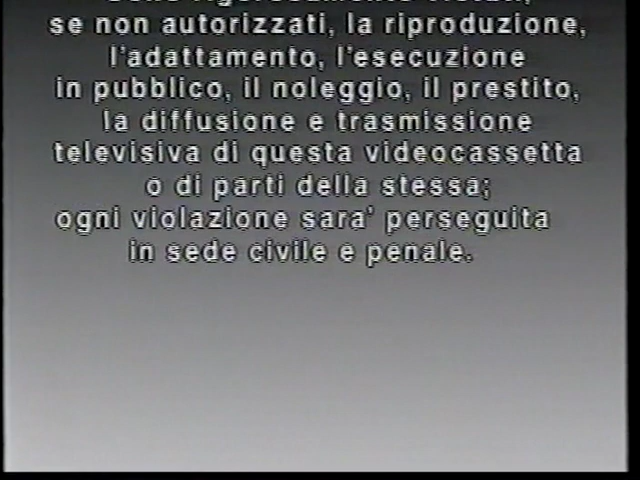 se non autorizzati, la riproduzione,
l'adattamento, l'esecuzione
in pubblico, il noleggio, il prestito,
la diffusione e trasmissione
televisiva di questa videocassetta
o di parti della stessa;
ogni violazione sara' perseguita
in sede civile e penale.